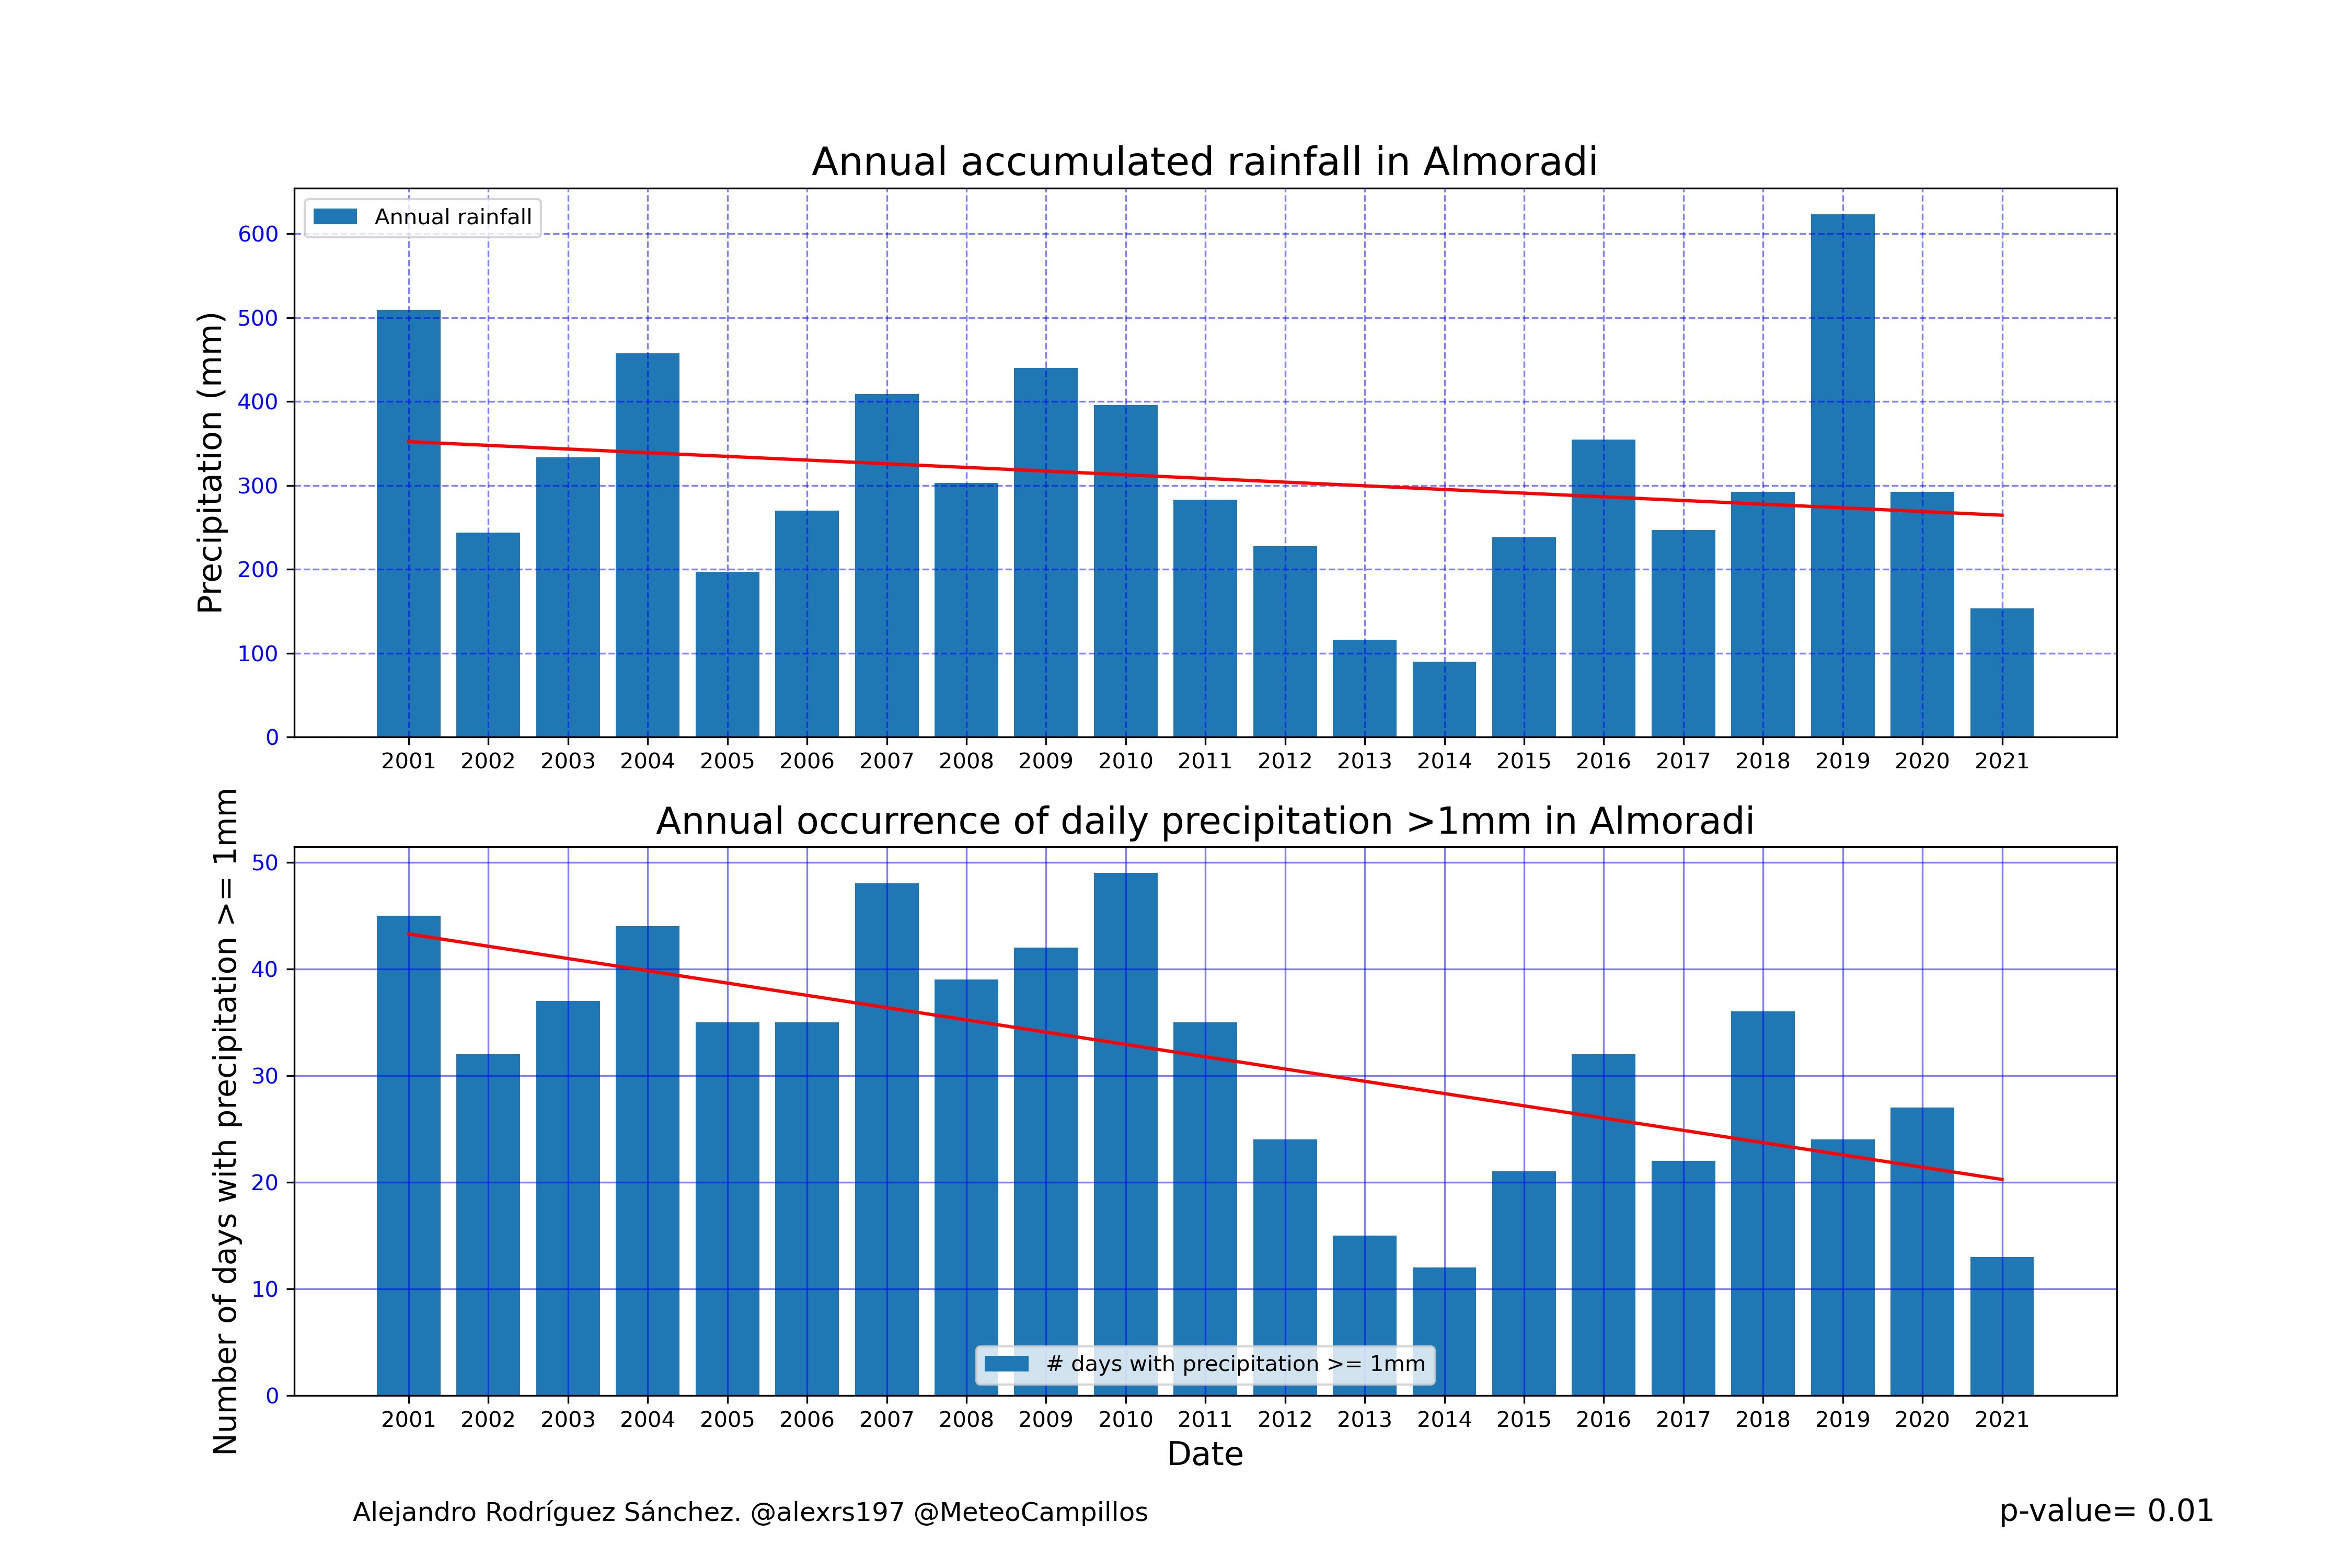 Annual accumulated rainfall in Almoradi
Annual rainfall
Precipitation (mm)
600
500
400
300
200
100
0
2001 2002 2003 2004 2005 2006 2007 2008 2009 2010 2011 2012 2013 2014 2015 2016 2017 2018 2019 2020 2021
Annual occurrence of daily precipitation >1mm in Almoradi
Number of days with precipitation >= 1mm
50
40
30
20
10
0
# days with precipitation >= 1mm
2001 2002 2003 2004 2005 2006 2007 2008 2009 2010 2011 2012 2013 2014 2015 2016 2017 2018 2019 2020 2021
Date
Alejandro Rodríguez Sánchez. @alexrs197 @MeteoCampillos
p-value= 0.01